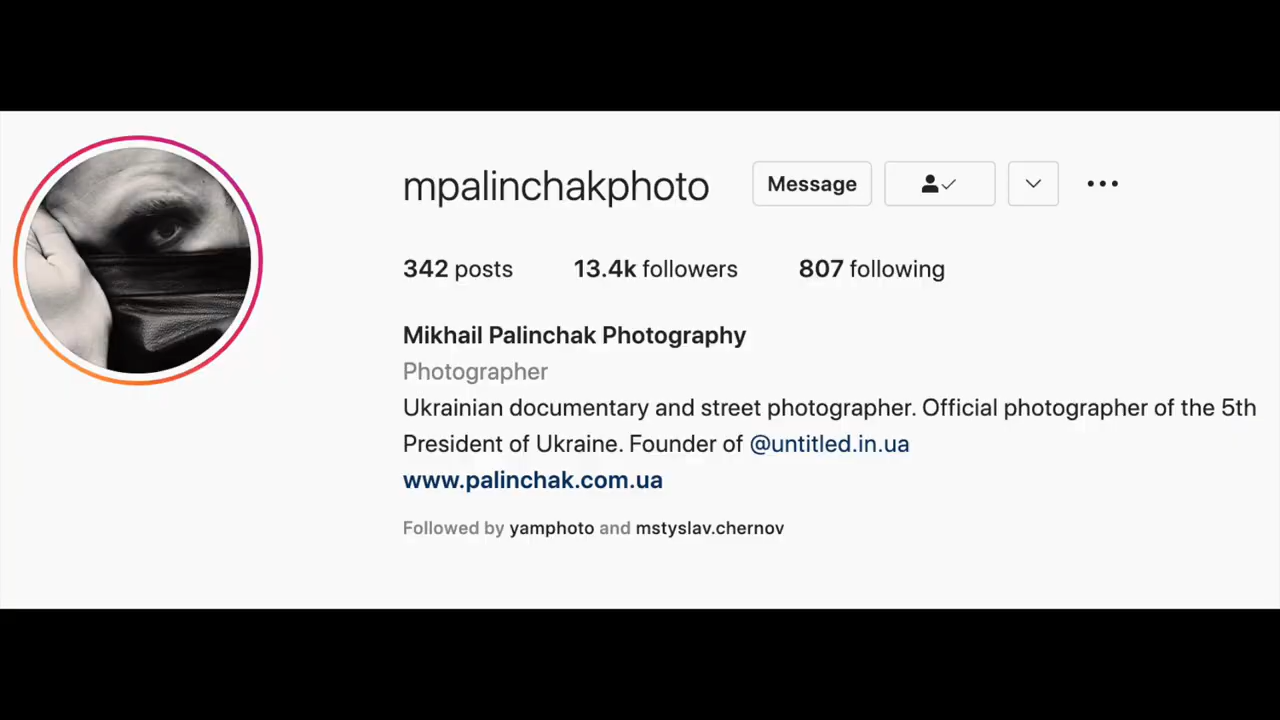 mpalinchakphoto Message
342 posts 13.4k followers 807 following
Mikhail Palinchak Photography
Photographer
Ukrainian documentary and street photographer. Official photographer of the 5th
President of Ukraine. Founder of @untitled.in.ua
www.palinchak.com.ua
Followed by yamphoto and mstyslav.chernov